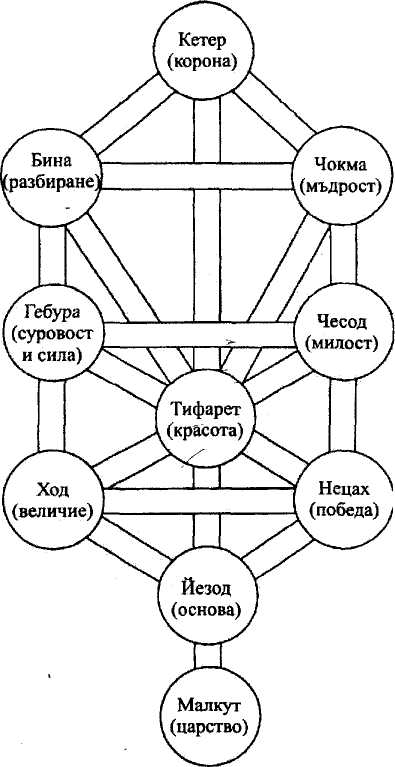 Кетер
(корона)
Бина
(разбиране)
Чокма
(мъдрост)
Гебура
(суровост
и сила)
Чесод
(милост)
Тифарет
(красота)
Ход
(величие)
Нецах
(победа)
Йезод
(основа)
Малкут
(царство)